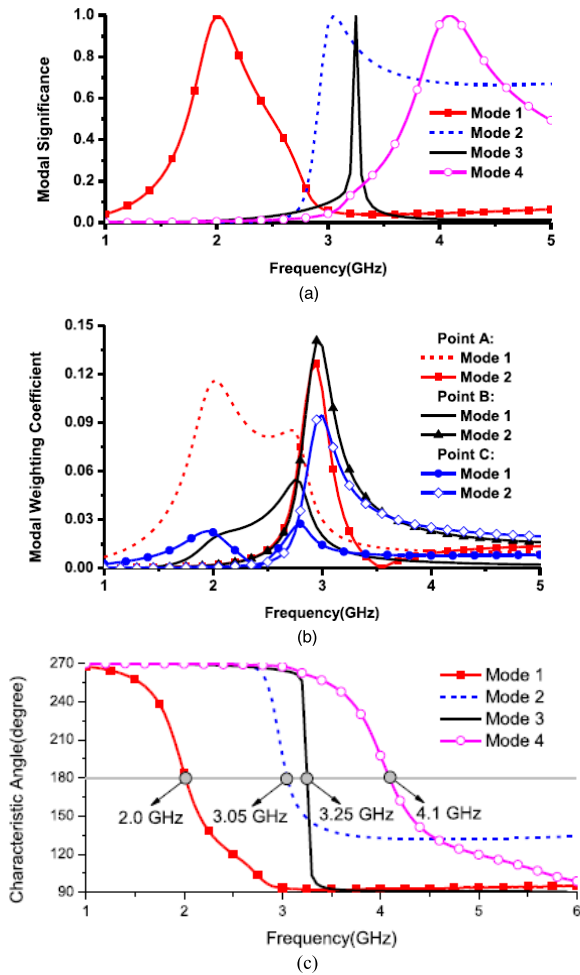 1.0
0.8
0.6
0.4
0.2
0.0
Modal Significance
Mode 1
Mode 2
Mode 3
Mode 4
1 2 3 4 5
Frequency(GHz)
(a)
0.15
0.12
0.09
0.06
0.03
0.00
Modal Weighting Coefficient
Point A:
Mode 1
Mode 2
Point B:
Mode 1
Mode 2
Point C:
Mode 1
Mode 2
1 2 3 4 5
Frequency(GHz)
(b)
270
240
210
180
150
120
90
Characteristic Angle(degree)
Mode 1
Mode 2
Mode 3
Mode 4
2.0 GHz 3.05 GHz 3.25 GHz 4.1 GHz
1 2 3 4 5 6
Frequency(GHz)
(c)